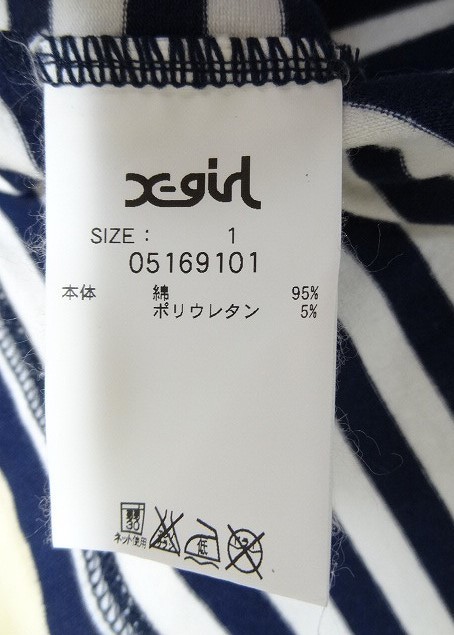 X-girl
SIZE : 1
05169101
本体 綿 95%
ポリウレタン 5%
30 低
ネット使用